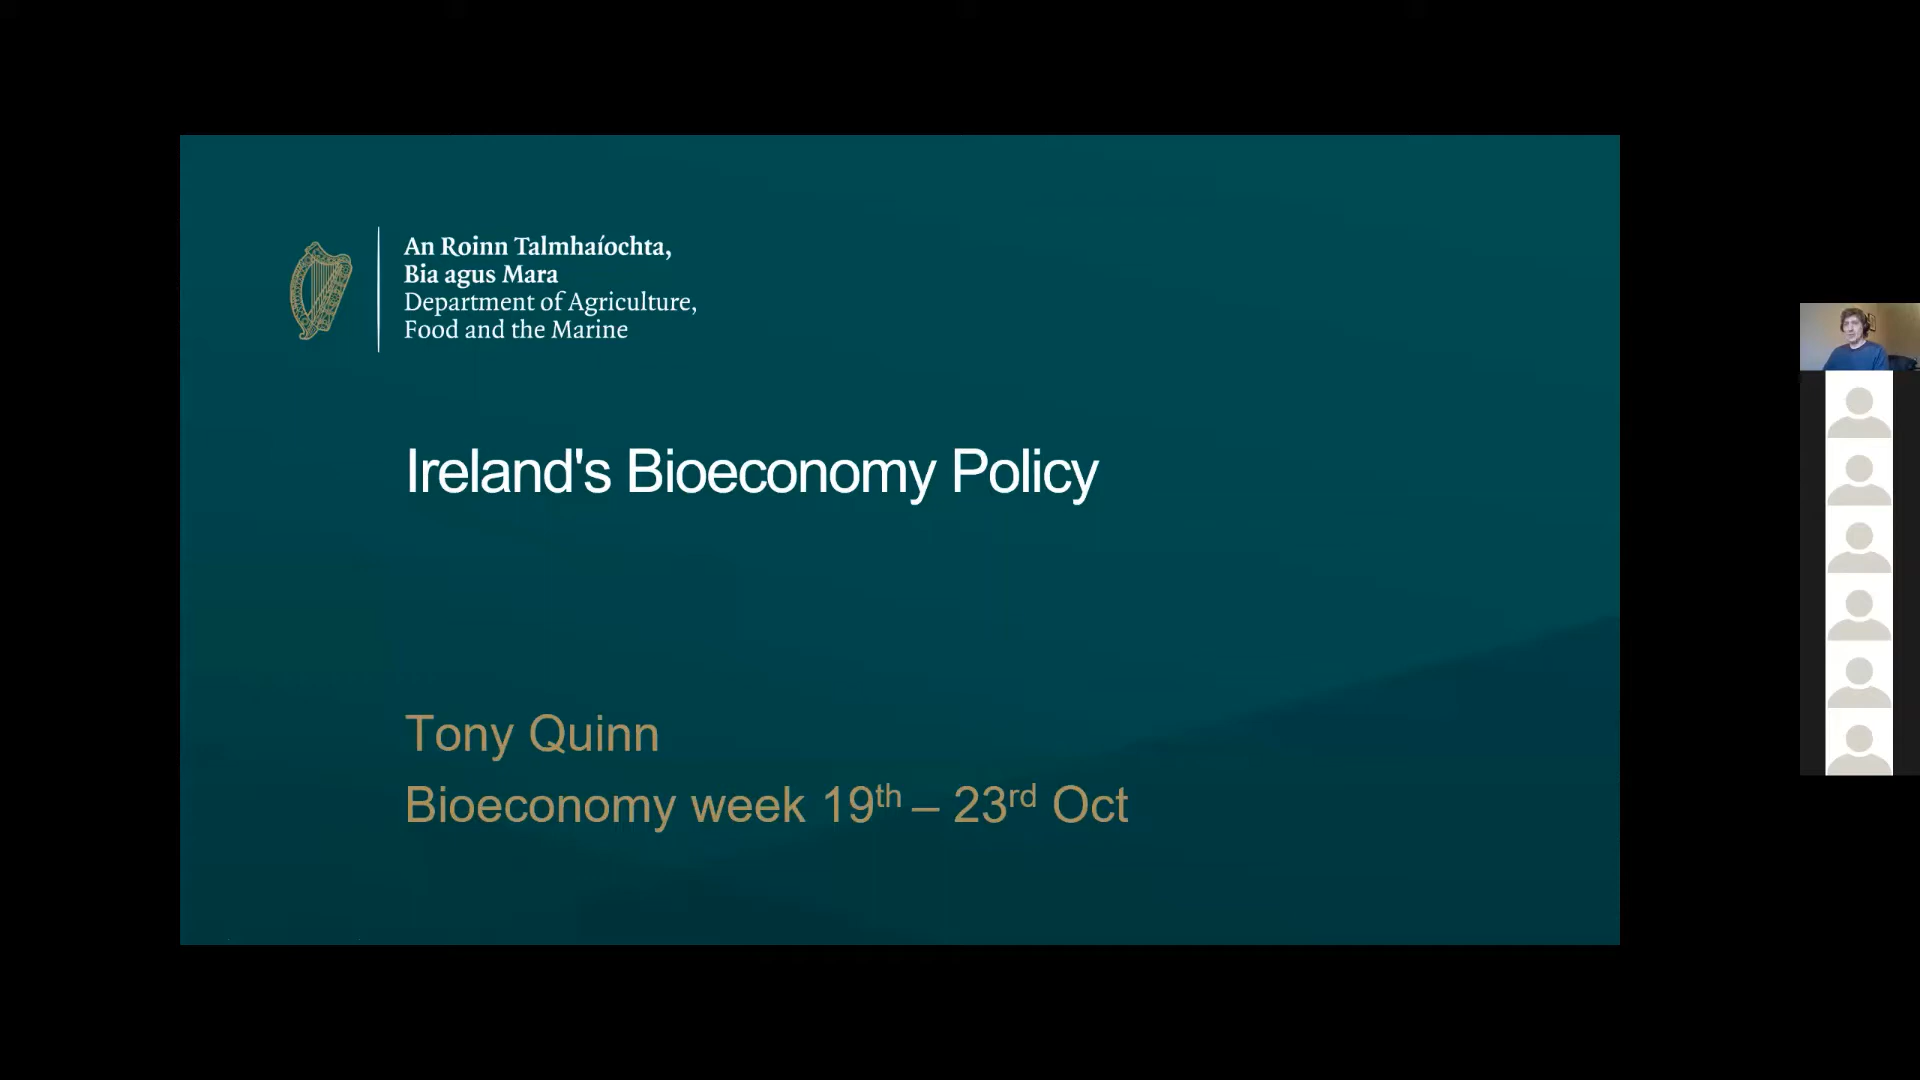 An Roinn Talmhaíochta,
Bia agus Mara
Department of Agriculture,
Food and the Marine
Ireland's Bioeconomy Policy
Tony Quinn
Bioeconomy week 19th – 23rd Oct